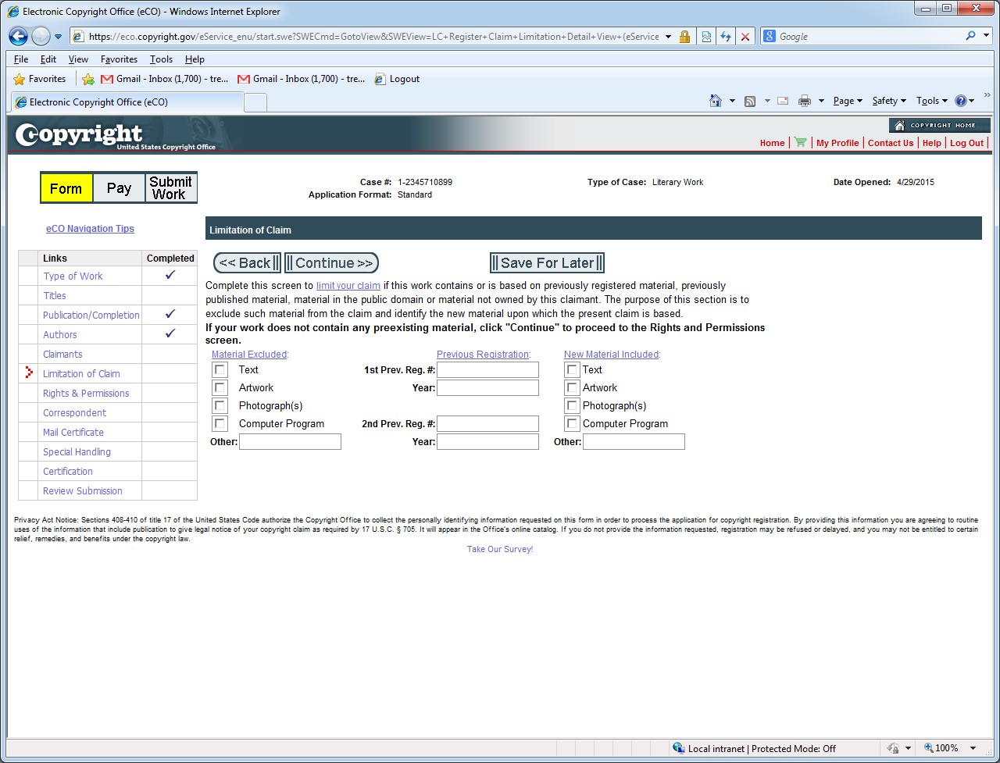 Electronic Copyright Office (eCO) - Windows Internet Explorer
https://eco.copyright.gov/eService_enu/start.swe?SWECmd=GotoView&SWEView=LC+Register+Claim+Limitation+Detail+View+(eService
Google
File Edit View Favorites Tools Help
Favorites Gmail - Inbox (1,700) - tre... Gmail - Inbox (1,700) - tre... Logout
Electronic Copyright Office (eCO)
Page Safety Tools
Copyright
United States Copyright Office
COPYRIGHT HOME
Home | My Profile | Contact Us | Help | Log Out |
Form Pay Submit Work
Case #: 1-2345710899 Type of Case: Literary Work Date Opened: 4/29/2015
Application Format: Standard
eCO Navigation Tips
Links Completed
Type of Work ✓
Titles
Publication/Completion ✓
Authors ✓
Claimants
Limitation of Claim
Rights & Permissions
Correspondent
Mail Certificate
Special Handling
Certification
Review Submission
Limitation of Claim
<< Back Continue >> Save For Later
Complete this screen to limit your claim if this work contains or is based on previously registered material, previously
published material, material in the public domain or material not owned by this claimant. The purpose of this section is to
exclude such material from the claim and identify the new material upon which the present claim is based.
If your work does not contain any preexisting material, click "Continue" to proceed to the Rights and Permissions
screen.
Material Excluded: Previous Registration: New Material Included:
Text 1st Prev. Reg. #: Text
Artwork Year: Artwork
Photograph(s) Photograph(s)
Computer Program 2nd Prev. Reg. #: Computer Program
Other: Year: Other:
Privacy Act Notice: Sections 408-410 of title 17 of the United States Code authorize the Copyright Office to collect the personally identifying information requested on this form in order to process the application for copyright registration. By providing this information you are agreeing to routine
uses of the information that include publication to give legal notice of your copyright claim as required by 17 U.S.C. § 705. It will appear in the Office's online catalog. If you do not provide the information requested, registration may be refused or delayed, and you may not be entitled to certain
relief, remedies, and benefits under the copyright law.
Take Our Survey!
Local intranet | Protected Mode: Off
100%